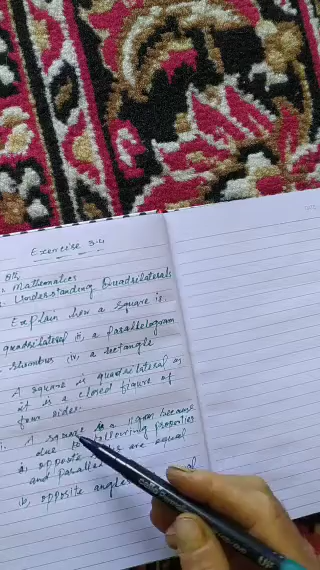 Exercise 3.4
8th
Mathematics
Understanding Quadrilaterals
Explain how a square is
quadrilateral (ii) a parallelogram
rhombus (iv) a rectangle
A square is quadrilateral as
it is a closed figure of
four sides.
A square is a ||gm because
due to following properties
a, opposite are equal
and parallel
b, opposite angles